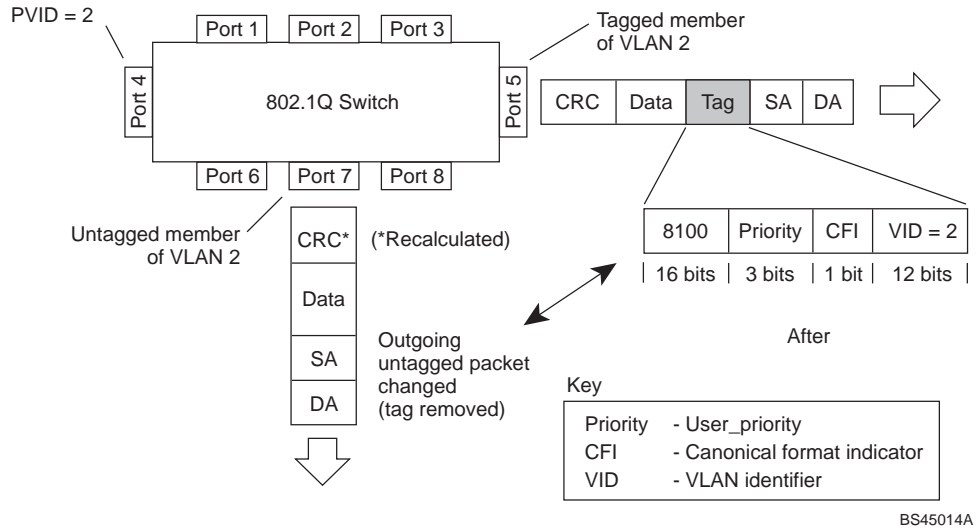 PVID = 2
Port 1
Port 2
Port 3
Tagged member
of VLAN 2
Port 4
802.1Q Switch
Port 5
CRC
Data
Tag
SA
DA
Port 6
Port 7
Port 8
Untagged member
of VLAN 2
CRC*
(*Recalculated)
Data
SA
DA
8100
Priority
CFI
VID = 2
16 bits
3 bits
1 bit
12 bits
Outgoing
untagged packet
changed
(tag removed)
After
Key
Priority - User_priority
CFI - Canonical format indicator
VID - VLAN identifier
BS45014A